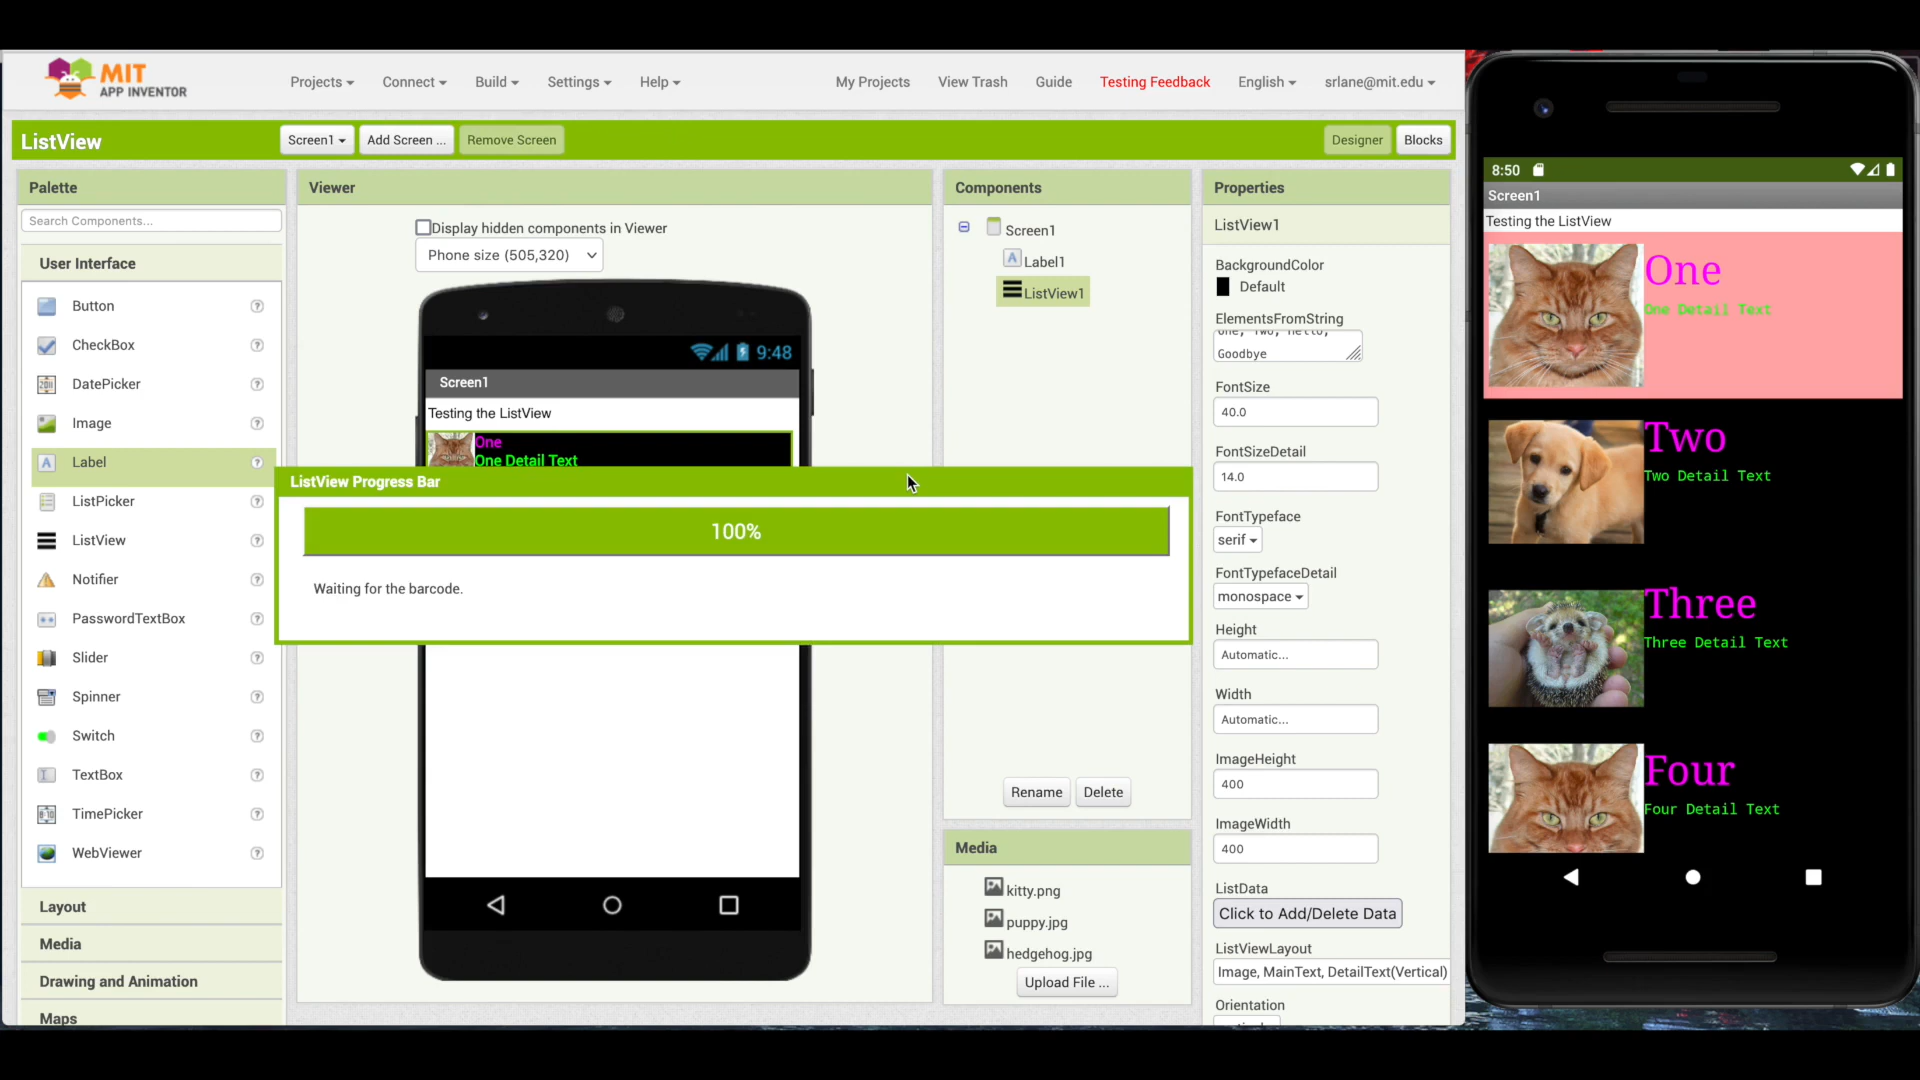 MIT
APP INVENTOR
Projects
Connect
Build
Settings
Help
My Projects
View Trash
Guide
Testing Feedback
English
srlane@mit.edu
ListView
Screen1
Add Screen ...
Remove Screen
Designer
Blocks
Palette
Search Components...
User Interface
Button
CheckBox
DatePicker
Image
Label
ListPicker
ListView
Notifier
PasswordTextBox
Slider
Spinner
Switch
TextBox
TimePicker
WebViewer
Layout
Media
Drawing and Animation
Maps
Viewer
Display hidden components in Viewer
Phone size (505,320)
9:48
Screen1
Testing the ListView
One
One Detail Text
ListView Progress Bar
100%
Waiting for the barcode.
Components
Screen1
Label1
ListView1
Rename
Delete
Media
kitty.png
puppy.jpg
hedgehog.jpg
Upload File ...
Properties
ListView1
BackgroundColor
Default
ElementsFromString
Goodbye
FontSize
40.0
FontSizeDetail
14.0
FontTypeface
serif
FontTypefaceDetail
monospace
Height
Automatic...
Width
Automatic...
ImageHeight
400
ImageWidth
400
ListData
Click to Add/Delete Data
ListViewLayout
Image, MainText, DetailText(Vertical)
Orientation
8:50
Screen1
Testing the ListView
One
One Detail Text
Two
Two Detail Text
Three
Three Detail Text
Four
Four Detail Text